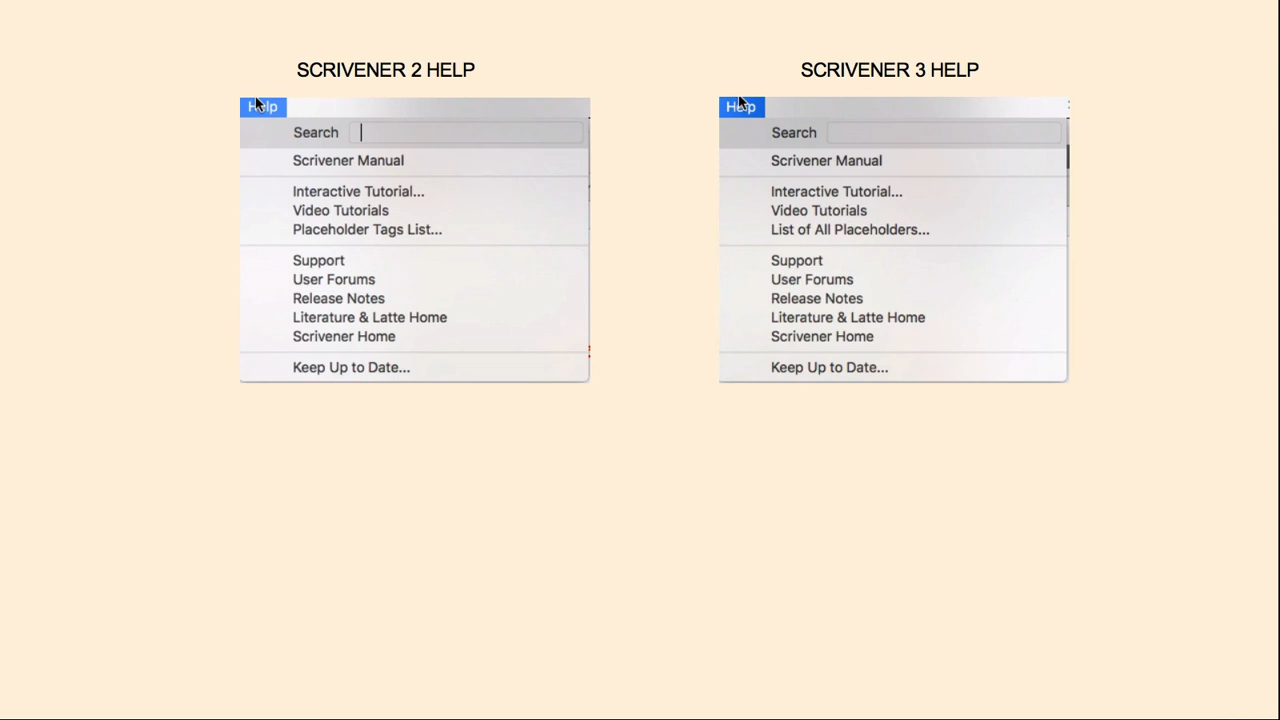 SCRIVENER 2 HELP
Help
Search
Scrivener Manual
Interactive Tutorial...
Video Tutorials
Placeholder Tags List...
Support
User Forums
Release Notes
Literature & Latte Home
Scrivener Home
Keep Up to Date...
SCRIVENER 3 HELP
Help
Search
Scrivener Manual
Interactive Tutorial...
Video Tutorials
List of All Placeholders...
Support
User Forums
Release Notes
Literature & Latte Home
Scrivener Home
Keep Up to Date...